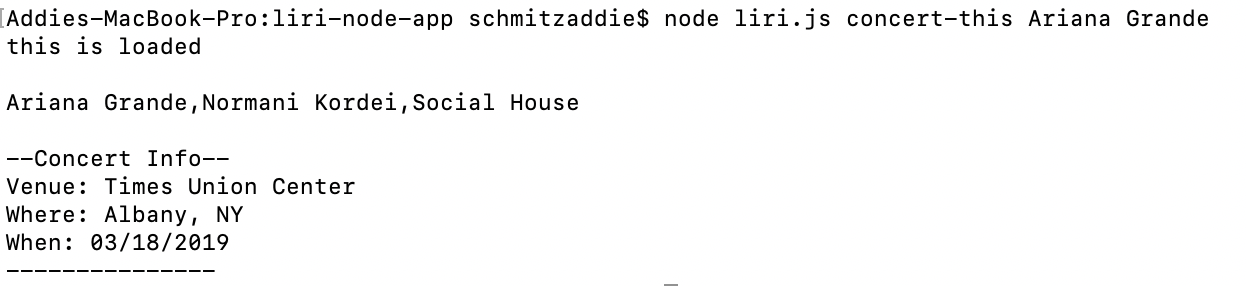 Addies-MacBook-Pro:liri-node-app schmitzaddie$ node liri.js concert-this Ariana Grande
this is loaded
Ariana Grande,Normani Kordei,Social House
--Concert Info--
Venue: Times Union Center
Where: Albany, NY
When: 03/18/2019
---------------